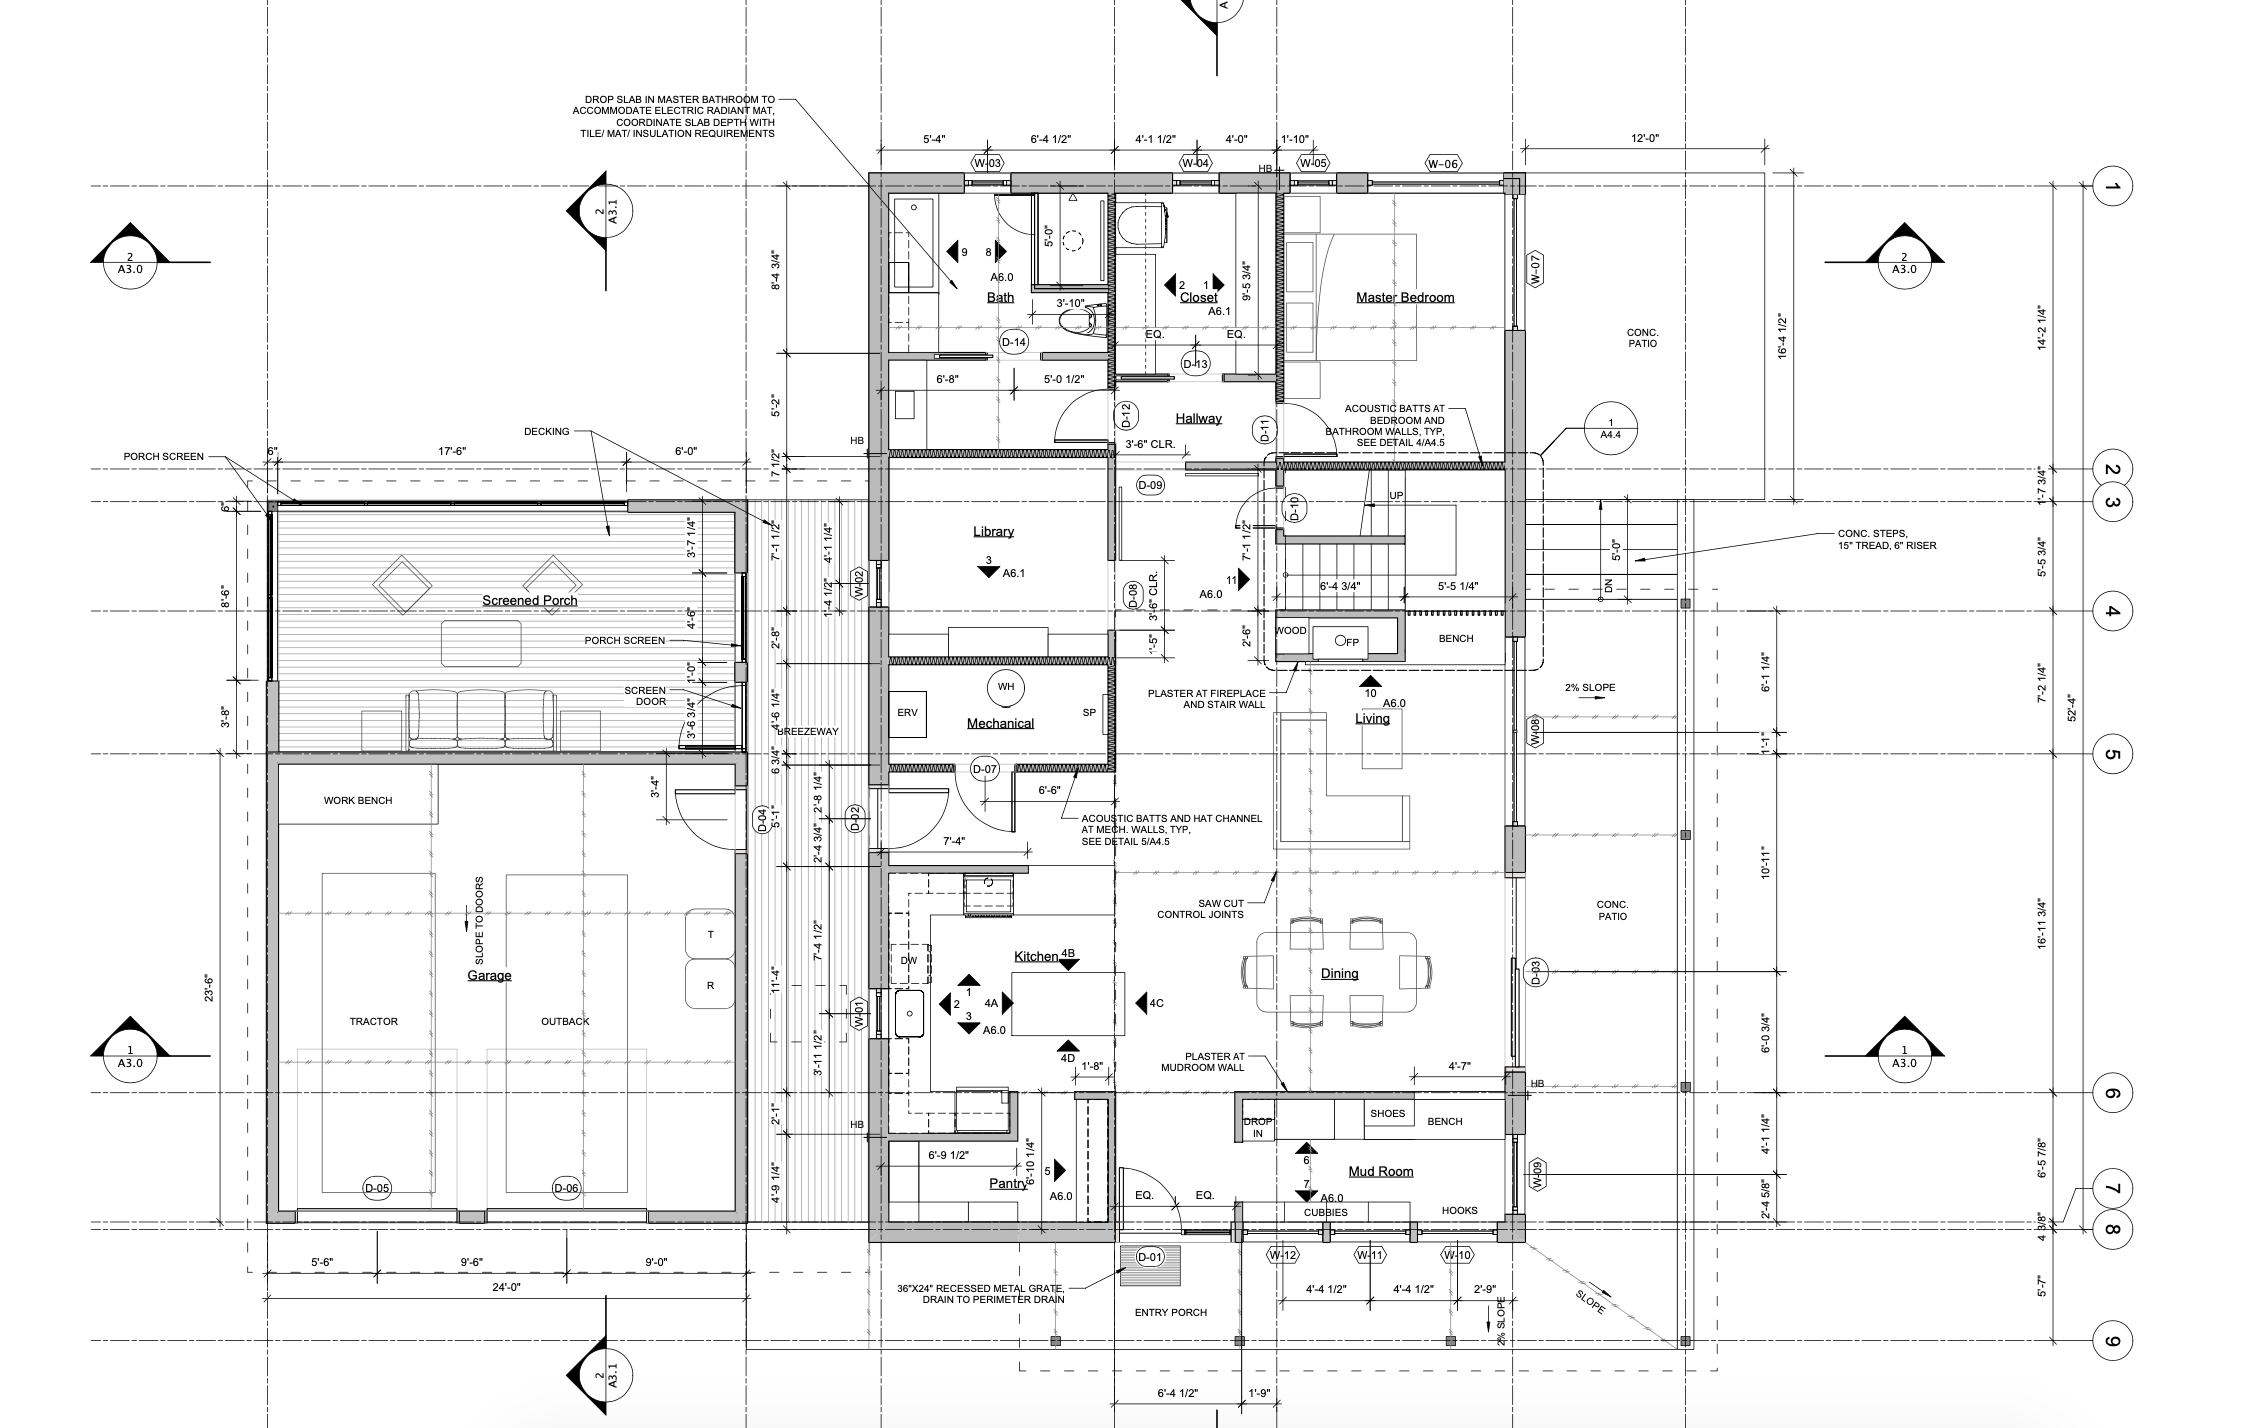 A
DROP SLAB IN MASTER BATHROOM TO
ACCOMMODATE ELECTRIC RADIANT MAT,
COORDINATE SLAB DEPTH WITH
TILE/ MAT/ INSULATION REQUIREMENTS
5'-4"
6'-4 1/2"
4'-1 1/2"
4'-0"
1'-10"
12'-0"
W-03
W-04
HB
W-05
W-06
1
2
A3.1
2
A3.0
2
A3.0
8'-4 3/4"
9
8
A6.0
Bath
5'-0"
3'-10"
D-14
2
1
Closet
A6.1
9'-5 3/4"
EQ.
EQ.
D-13
Master Bedroom
W-07
CONC.
PATIO
16'-4 1/2"
14'-2 1/4"
6'-8"
5'-0 1/2"
5'-2"
D-12
Hallway
D-11
3'-6" CLR.
ACOUSTIC BATTS AT
BEDROOM AND
BATHROOM WALLS, TYP,
SEE DETAIL 4/A4.5
1
A4.4
DECKING
HB
PORCH SCREEN
6"
17'-6"
6'-0"
7 1/2"
2
1'-7 3/4"
3
D-09
UP
D-10
6"
3'-7 1/4"
7'-1 1/2"
4'-1 1/4"
Library
3
A6.1
7'-1 1/2"
CONC. STEPS,
15" TREAD, 6" RISER
5'-0"
DN
5'-5 3/4"
8'-6"
Screened Porch
W-02
1'-4 1/2"
D-08
3'-6" CLR.
11
A6.0
6'-4 3/4"
5'-5 1/4"
4
4'-6"
PORCH SCREEN
2'-8"
1'-5"
2'-6"
WOOD
FP
BENCH
1'-0"
SCREEN
DOOR
3'-8"
3'-6 3/4"
4'-6 1/4"
BREEZEWAY
WH
ERV
SP
Mechanical
PLASTER AT FIREPLACE
AND STAIR WALL
10
A6.0
Living
W-08
2% SLOPE
6'-1 1/4"
7'-2 1/4"
52'-4"
1'-1"
5
6 3/4"
D-07
6'-6"
WORK BENCH
3'-4"
D-04
5'-1"
2'-8 1/4"
2'-4 3/4"
D-02
7'-4"
ACOUSTIC BATTS AND HAT CHANNEL
AT MECH. WALLS, TYP,
SEE DETAIL 5/A4.5
10'-11"
SAW CUT
CONTROL JOINTS
CONC.
PATIO
16'-11 3/4"
SLOPE TO DOORS
Garage
T
R
TRACTOR
OUTBACK
23'-6"
11'-4"
7'-4 1/2"
DW
Kitchen
4B
1
2
3
A6.0
4A
4C
4D
Dining
D-03
W-01
3'-11 1/2"
6'-0 3/4"
1
A3.0
1
A3.0
1'-8"
PLASTER AT
MUDROOM WALL
4'-7"
HB
6
2'-1"
HB
DROP
IN
SHOES
BENCH
4'-1 1/4"
6'-5 7/8"
6'-9 1/2"
6'-10 1/4"
5
A6.0
Pantry
6
7
A6.0
Mud Room
W-09
4'-9 1/4"
D-05
D-06
EQ.
EQ.
CUBBIES
HOOKS
2'-4 5/8"
7
4 3/8"
8
5'-6"
9'-6"
9'-0"
24'-0"
D-01
W-12
W-11
W-10
36"X24" RECESSED METAL GRATE,
DRAIN TO PERIMETER DRAIN
4'-4 1/2"
4'-4 1/2"
2'-9"
ENTRY PORCH
2% SLOPE
SLOPE
5'-7"
9
2
A3.1
6'-4 1/2"
1'-9"